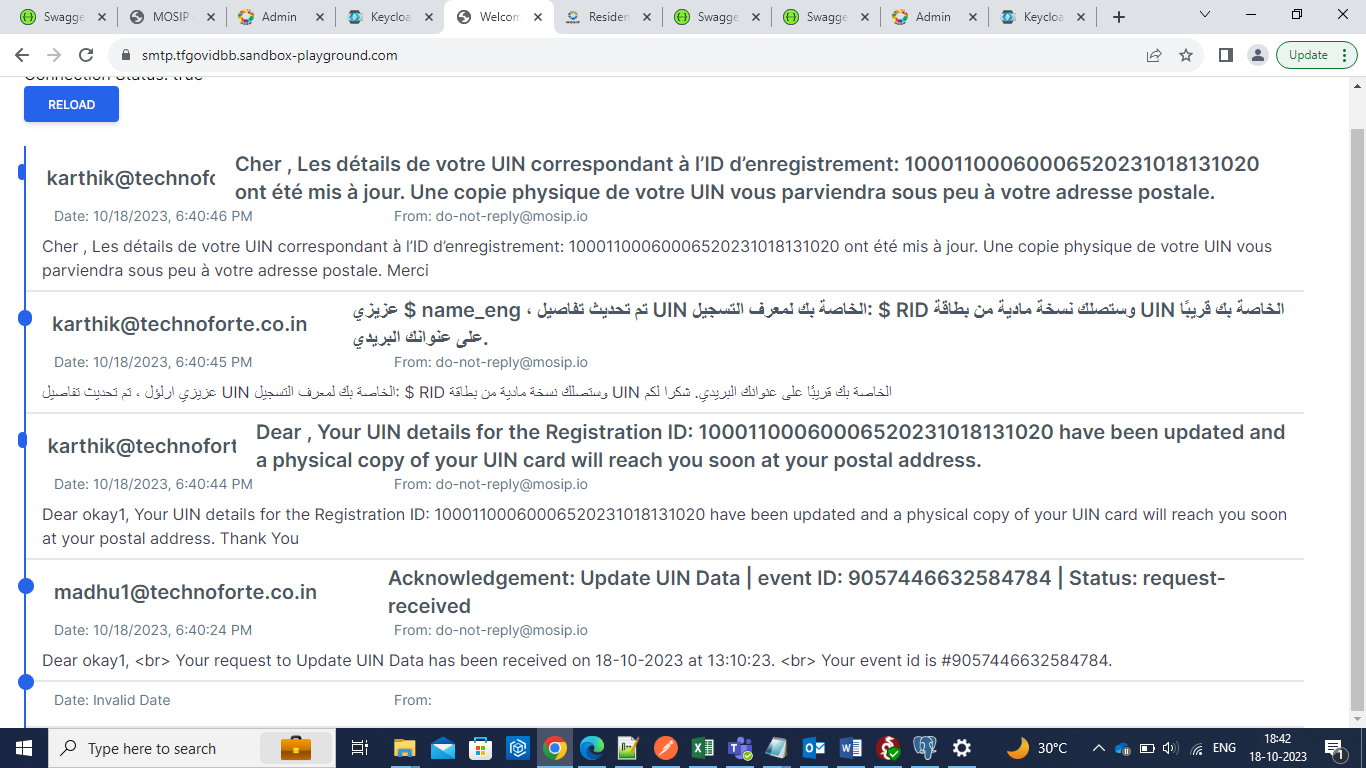 Swagge
MOSIP
Admin
Keycloa
Welcom
Residen
Swagge
Swagge
Admin
Keycloa
smtp.tfgovidbb.sandbox-playground.com
Update
Connection Status: true
RELOAD
karthik@technofo
Cher , Les détails de votre UIN correspondant à l’ID d’enregistrement: 10001100060006520231018131020
ont été mis à jour. Une copie physique de votre UIN vous parviendra sous peu à votre adresse postale.
Date: 10/18/2023, 6:40:46 PM
From: do-not-reply@mosip.io
Cher , Les détails de votre UIN correspondant à l’ID d’enregistrement: 10001100060006520231018131020 ont été mis à jour. Une copie physique de votre UIN vous
parviendra sous peu à votre adresse postale. Merci
karthik@technoforte.co.in
عزيزي $ name_eng ، تم تحديث تفاصيل UIN الخاصة بك لمعرف التسجيل: $ RID وستصلك نسخة مادية من بطاقة UIN الخاصة بك قريبًا
على عنوانك البريدي.
Date: 10/18/2023, 6:40:45 PM
From: do-not-reply@mosip.io
عزيزي ارلؤل ، تم تحديث تفاصيل UIN الخاصة بك لمعرف التسجيل: $ RID وستصلك نسخة مادية من بطاقة UIN الخاصة بك قريبًا على عنوانك البريدي. شكرا لكم
karthik@technofort
Dear , Your UIN details for the Registration ID: 10001100060006520231018131020 have been updated and
a physical copy of your UIN card will reach you soon at your postal address.
Date: 10/18/2023, 6:40:44 PM
From: do-not-reply@mosip.io
Dear okay1, Your UIN details for the Registration ID: 10001100060006520231018131020 have been updated and a physical copy of your UIN card will reach you soon
at your postal address. Thank You
madhu1@technoforte.co.in
Acknowledgement: Update UIN Data | event ID: 9057446632584784 | Status: request-
received
Date: 10/18/2023, 6:40:24 PM
From: do-not-reply@mosip.io
Dear okay1, <br> Your request to Update UIN Data has been received on 18-10-2023 at 13:10:23. <br> Your event id is #9057446632584784.
Date: Invalid Date
From:
Type here to search
30°C
ENG
18:42
18-10-2023
1